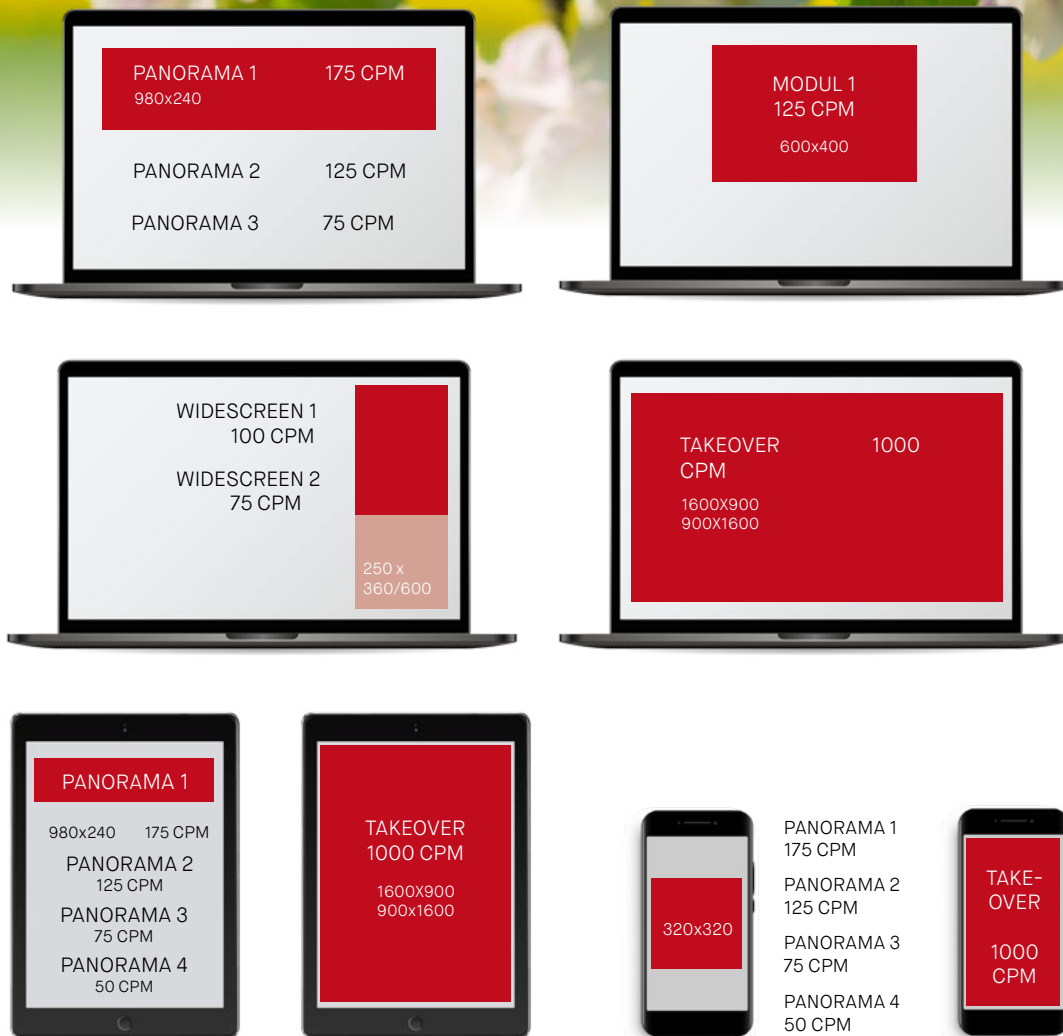 PANORAMA 1 175 CPM
980x240
PANORAMA 2 125 CPM
PANORAMA 3 75 CPM
MODUL 1
125 CPM
600x400
WIDESCREEN 1
100 CPM
WIDESCREEN 2
75 CPM
250 x
360/600
TAKEOVER 1000
CPM
1600X900
900X1600
PANORAMA 1
980x240 175 CPM
PANORAMA 2
125 CPM
PANORAMA 3
75 CPM
PANORAMA 4
50 CPM
TAKEOVER
1000 CPM
1600X900
900x1600
320x320
PANORAMA 1
175 CPM
PANORAMA 2
125 CPM
PANORAMA 3
75 CPM
PANORAMA 4
50 CPM
TAKE-
OVER
1000
CPM